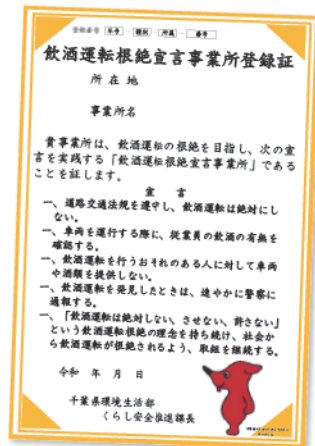 登録番号 年号 - 種別 - 所属 - 番号
飲酒運転根絶宣言事業所登録証
所在地
事業所名
貴事業所は、飲酒運転の根絶を目指し、次の宣
言を実践する「飲酒運転根絶宣言事業所」である
ことを証します。
宣言
一、道路交通法規を遵守し、飲酒運転は絶対にし
ない。
一、車両を運行する際に、従業員の飲酒の有無を
確認する。
一、飲酒運転を行うおそれのある人に対して車両
や酒類を提供しない。
一、飲酒運転を発見したときは、速やかに警察に
通報する。
一、「飲酒運転は絶対しない、させない、許さない」
という飲酒運転根絶の理念を持ち続け、社会か
ら飲酒運転が根絶されるよう、取組を継続する。
令和 年 月 日
千葉県環境生活部
くらし安全推進課長